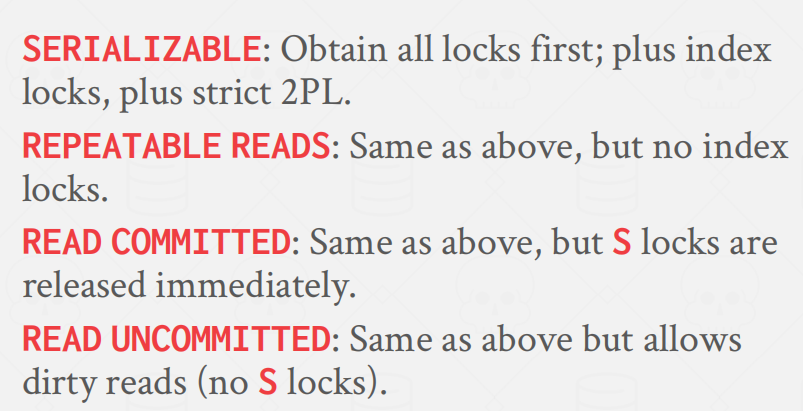 SERIALIZABLE: Obtain all locks first; plus index
locks, plus strict 2PL.
REPEATABLE READS: Same as above, but no index
locks.
READ COMMITTED: Same as above, but S locks are
released immediately.
READ UNCOMMITTED: Same as above but allows
dirty reads (no S locks).